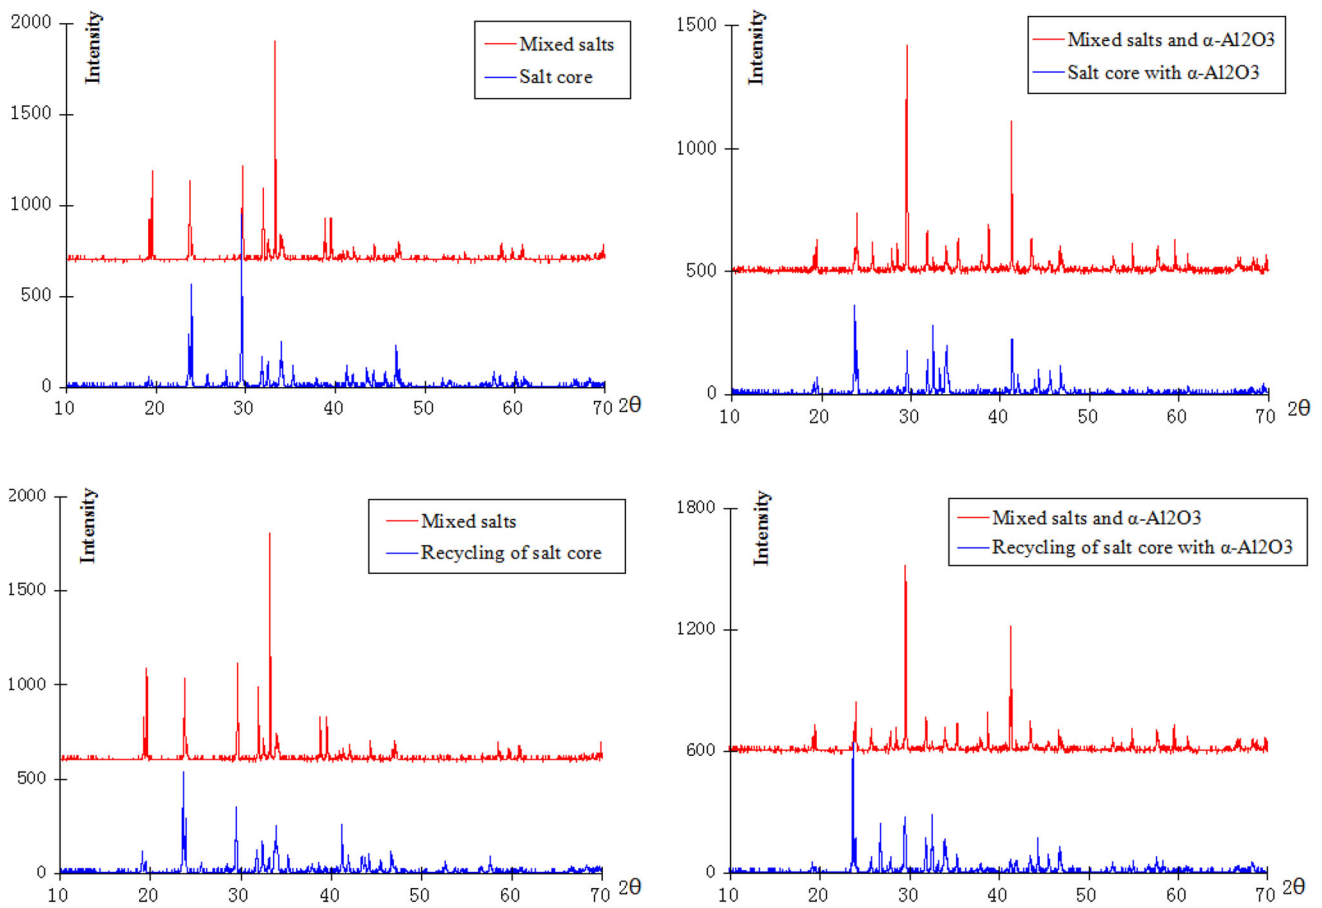 2000
1500
1000
500
0
Intensity
Mixed salts
Salt core
10 20 30 40 50 60 70 2θ
1500
1000
500
0
Intensity
Mixed salts and α-Al2O3
Salt core with α-Al2O3
10 20 30 40 50 60 70 2θ
2000
1500
1000
500
0
Intensity
Mixed salts
Recycling of salt core
10 20 30 40 50 60 70 2θ
1800
1200
600
0
Intensity
Mixed salts and α-Al2O3
Recycling of salt core with α-Al2O3
10 20 30 40 50 60 70 2θ